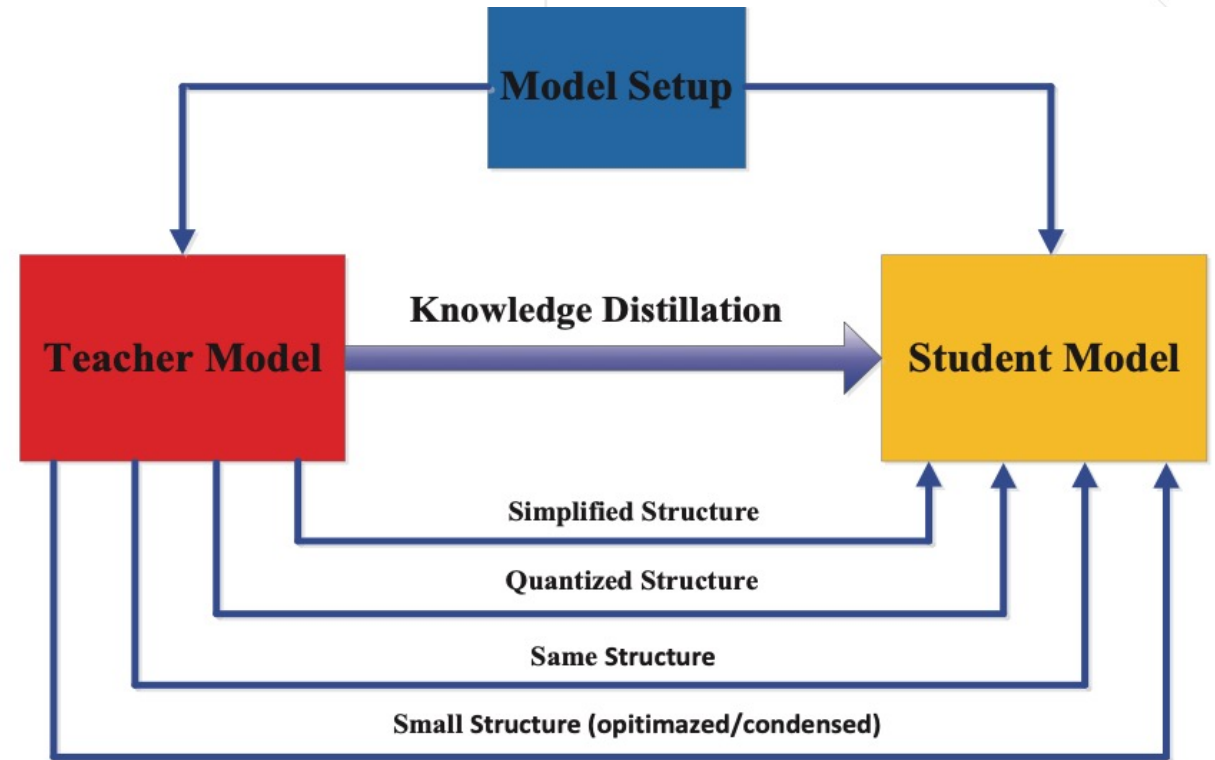 Model Setup
Knowledge Distillation
Teacher Model
Student Model
Simplified Structure
Quantized Structure
Same Structure
Small Structure (opitimazed/condensed)